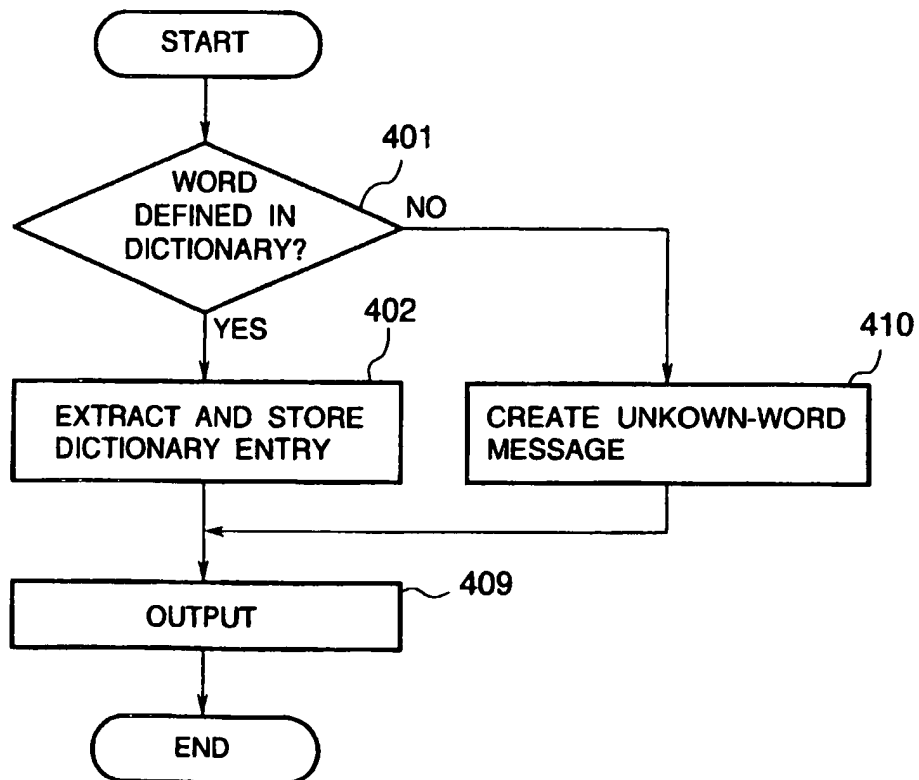 START
401
WORD
DEFINED IN
DICTIONARY?
NO
YES
402
EXTRACT AND STORE
DICTIONARY ENTRY
410
CREATE UNKOWN-WORD
MESSAGE
409
OUTPUT
END